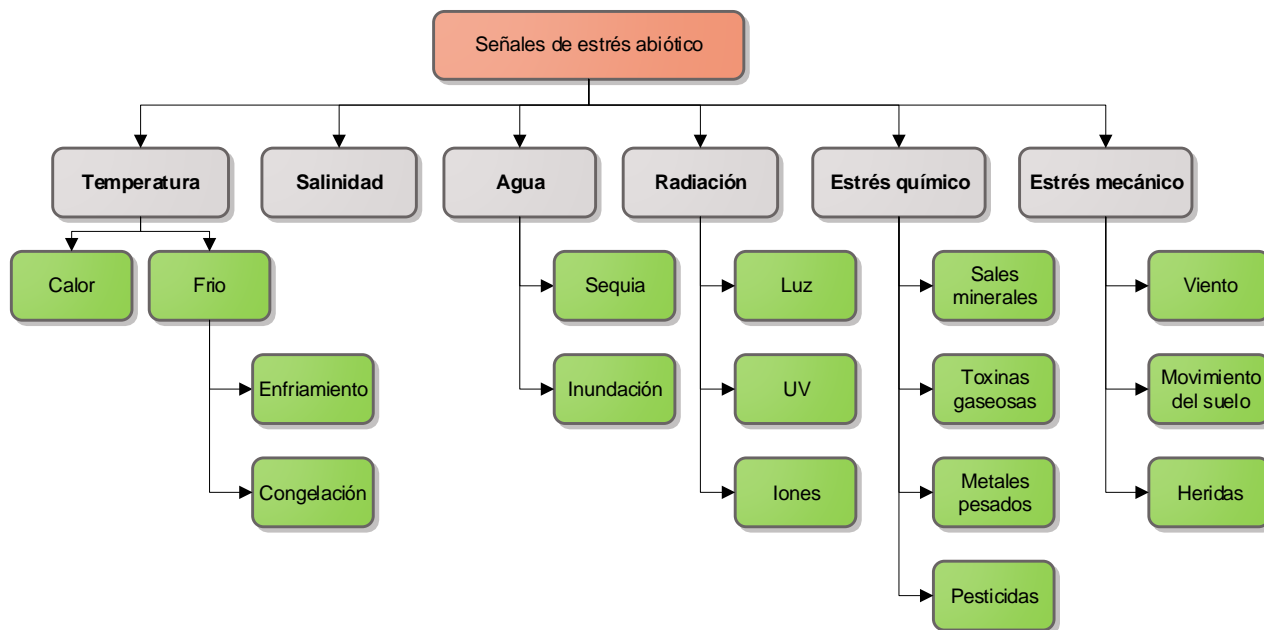 Señales de estrés abiótico
Temperatura
Salinidad
Agua
Radiación
Estrés químico
Estrés mecánico
Calor
Frio
Sequia
Luz
Sales
minerales
Viento
Enfriamiento
Inundación
UV
Toxinas
gaseosas
Movimiento
del suelo
Congelación
Iones
Metales
pesados
Heridas
Pesticidas